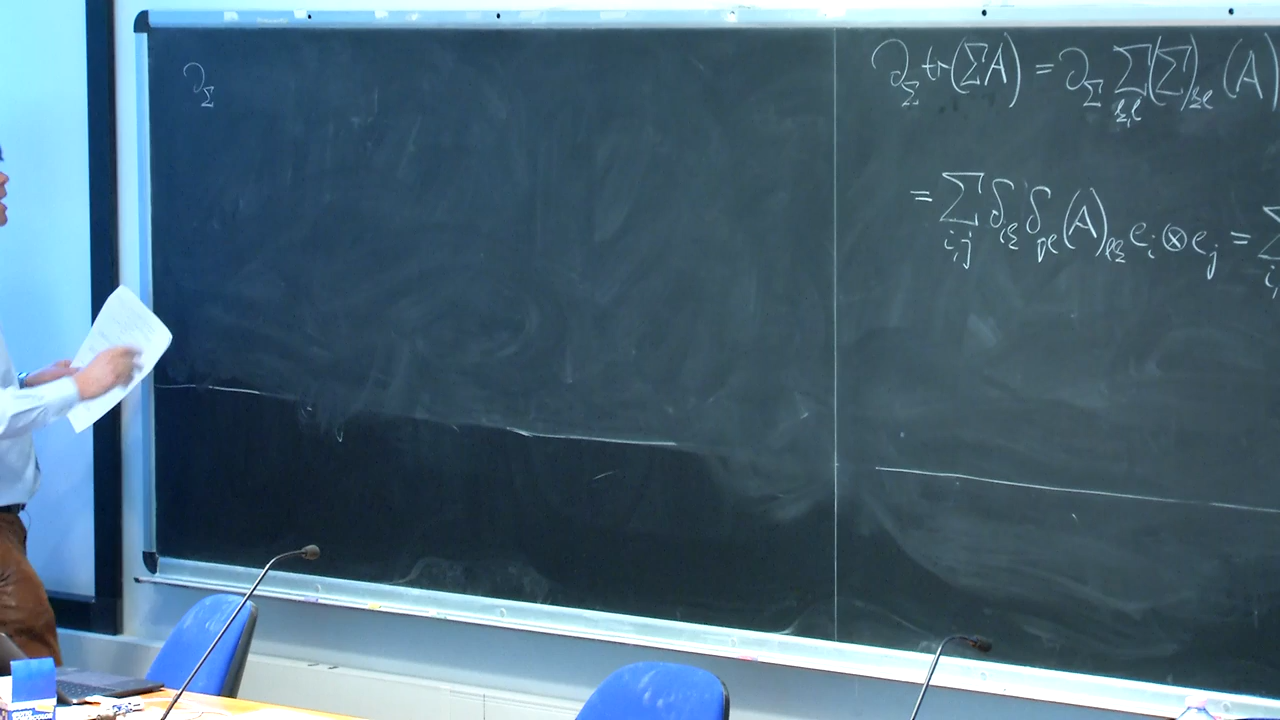 ∂_Σ
∂_Σ tr(ΣA) = ∂_Σ ∑_{k,l} (Σ)_{kl} (A)
= ∑_{i,j} δ_{ik} δ_{jl} (A)_{lk} e_i ⊗ e_j = ∑_{i,